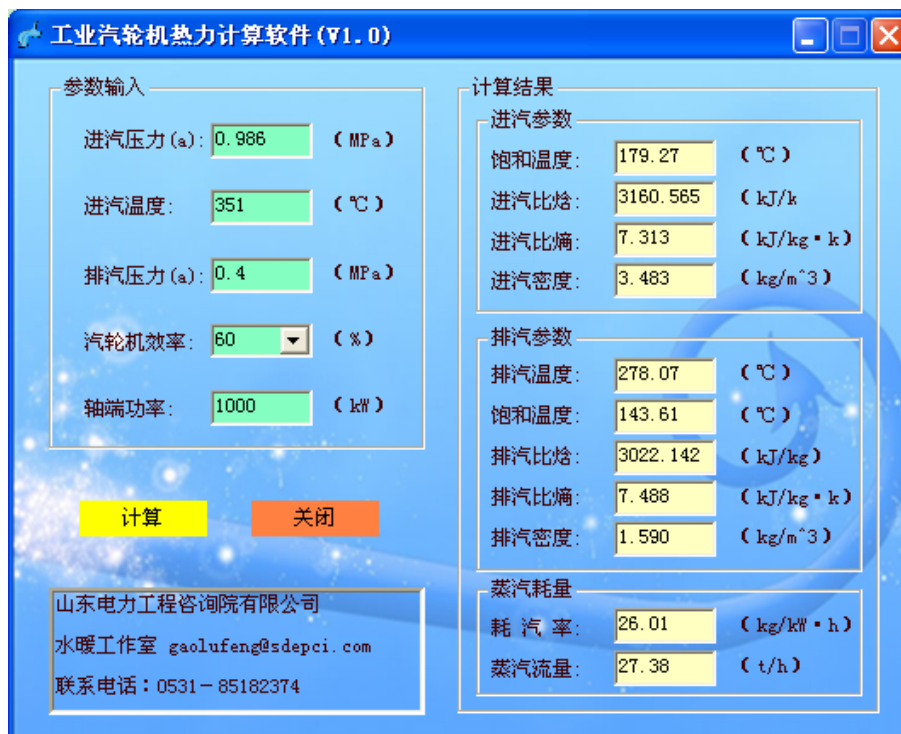 工业汽轮机热力计算软件(V1.0)
参数输入
进汽压力(a): 0.986 (MPa)
进汽温度: 351 (℃)
排汽压力(a): 0.4 (MPa)
汽轮机效率: 60 (%)
轴端功率: 1000 (kW)
计算 关闭
山东电力工程咨询院有限公司
水暖工作室 gaolufeng@sdepci.com
联系电话：0531－85182374
计算结果
进汽参数
饱和温度: 179.27 (℃)
进汽比焓: 3160.565 (kJ/k
进汽比熵: 7.313 (kJ/kg·k)
进汽密度: 3.483 (kg/m^3)
排汽参数
排汽温度: 278.07 (℃)
饱和温度: 143.61 (℃)
排汽比焓: 3022.142 (kJ/kg)
排汽比熵: 7.488 (kJ/kg·k)
排汽密度: 1.590 (kg/m^3)
蒸汽耗量
耗 汽 率: 26.01 (kg/kW·h)
蒸汽流量: 27.38 (t/h)